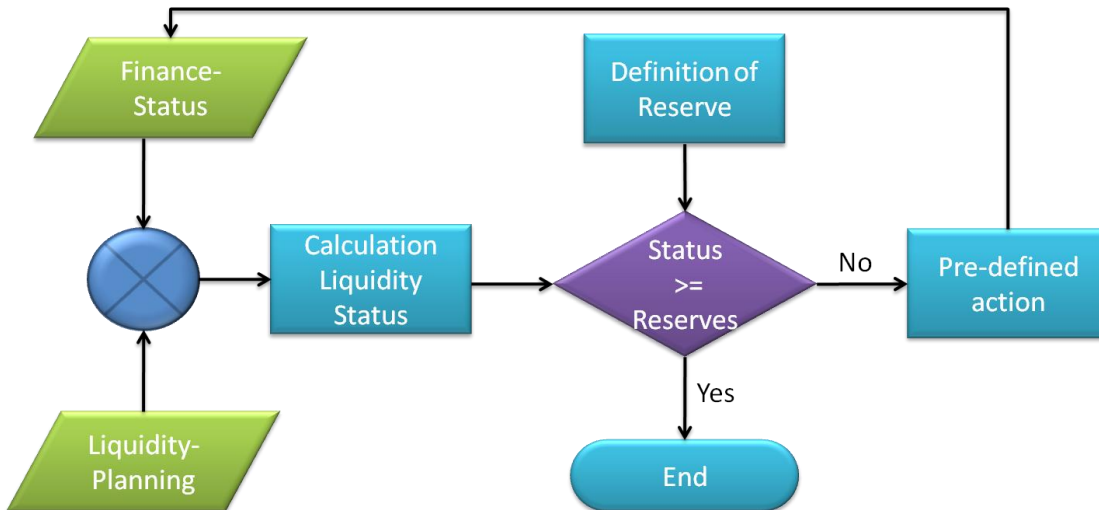 Finance-
Status
Definition of
Reserve
Calculation
Liquidity
Status
Status
>=
Reserves
No
Pre-defined
action
Yes
Liquidity-
Planning
End